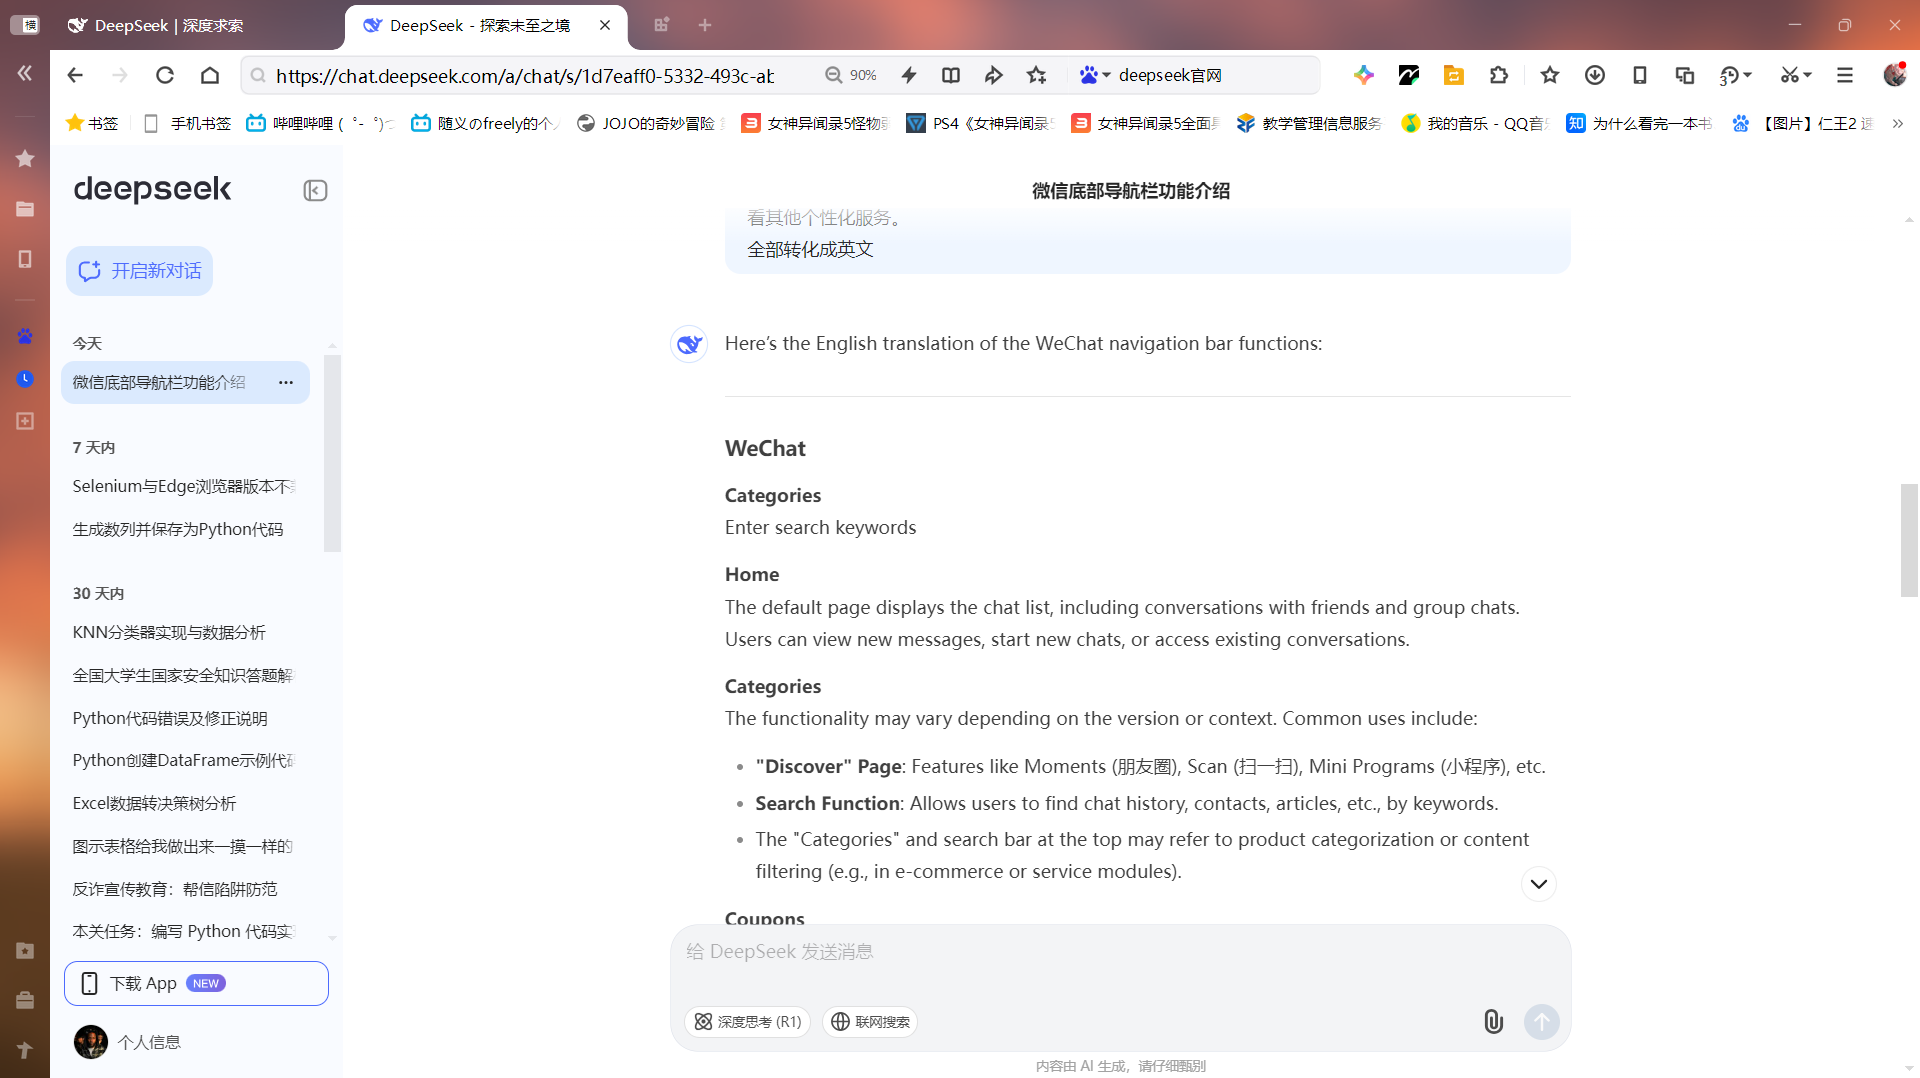 横
DeepSeek | 深度求索
DeepSeek - 探索未至之境
https://chat.deepseek.com/a/chat/s/1d7eaff0-5332-493c-ab
90%
deepseek官网
书签
手机书签
哔哩哔哩 (゜-゜)つ
随义のfreely的个人
JOJO的奇妙冒险
女神异闻录5怪物
PS4《女神异闻录5
女神异闻录5全面
教学管理信息服务
我的音乐 - QQ音乐
为什么看完一本书
【图片】仁王2
deepseek
开启新对话
今天
微信底部导航栏功能介绍
7 天内
Selenium与Edge浏览器版本不
生成数列并保存为Python代码
30 天内
KNN分类器实现与数据分析
全国大学生国家安全知识答题解
Python代码错误及修正说明
Python创建DataFrame示例代码
Excel数据转决策树分析
图示表格给我做出来一摸一样的
反诈宣传教育：帮信陷阱防范
本关任务：编写 Python 代码实
下载 App NEW
个人信息
微信底部导航栏功能介绍
看其他个性化服务。
全部转化成英文
Here’s the English translation of the WeChat navigation bar functions:
WeChat
Categories
Enter search keywords
Home
The default page displays the chat list, including conversations with friends and group chats.
Users can view new messages, start new chats, or access existing conversations.
Categories
The functionality may vary depending on the version or context. Common uses include:
"Discover" Page: Features like Moments (朋友圈), Scan (扫一扫), Mini Programs (小程序), etc.
Search Function: Allows users to find chat history, contacts, articles, etc., by keywords.
The "Categories" and search bar at the top may refer to product categorization or content
filtering (e.g., in e-commerce or service modules).
Coupons
给 DeepSeek 发送消息
深度思考 (R1)
联网搜索
内容由 AI 生成，请仔细甄别